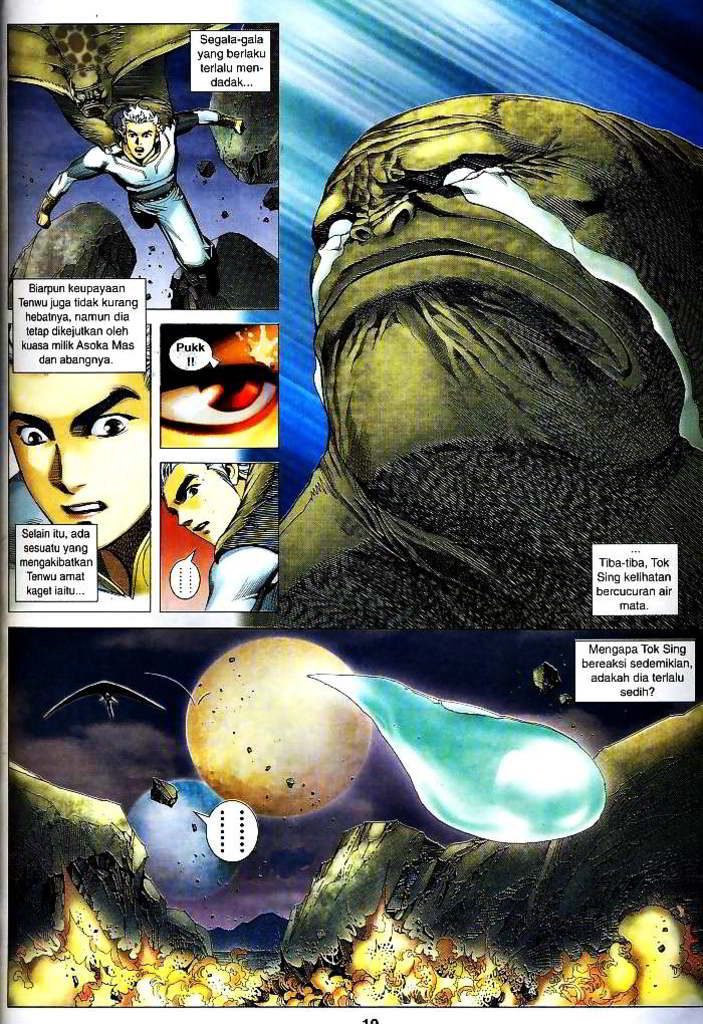 Segala-gala
yang berlaku
terlalu men-
dadak...
Biarpun keupayaan
Tenwu juga tidak kurang
hebatnya, namun dia
tetap dikejutkan oleh
kuasa milik Asoka Mas
dan abangnya.
Pukk
!!
Selain itu, ada
sesuatu yang
mengakibatkan
Tenwu amat
kaget iaitu...
...
Tiba-tiba, Tok
Sing kelihatan
bercucuran air
mata.
Mengapa Tok Sing
bereaksi sedemikian,
adakah dia terlalu
sedih?